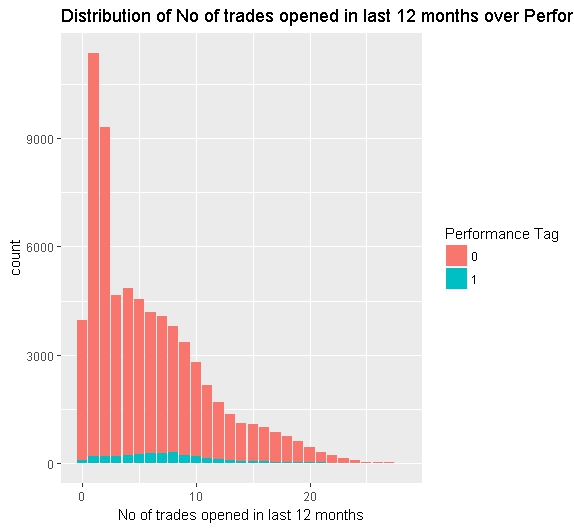 Distribution of No of trades opened in last 12 months over Perfor
9000
6000
3000
0
count
0 10 20
No of trades opened in last 12 months
Performance Tag
0
1